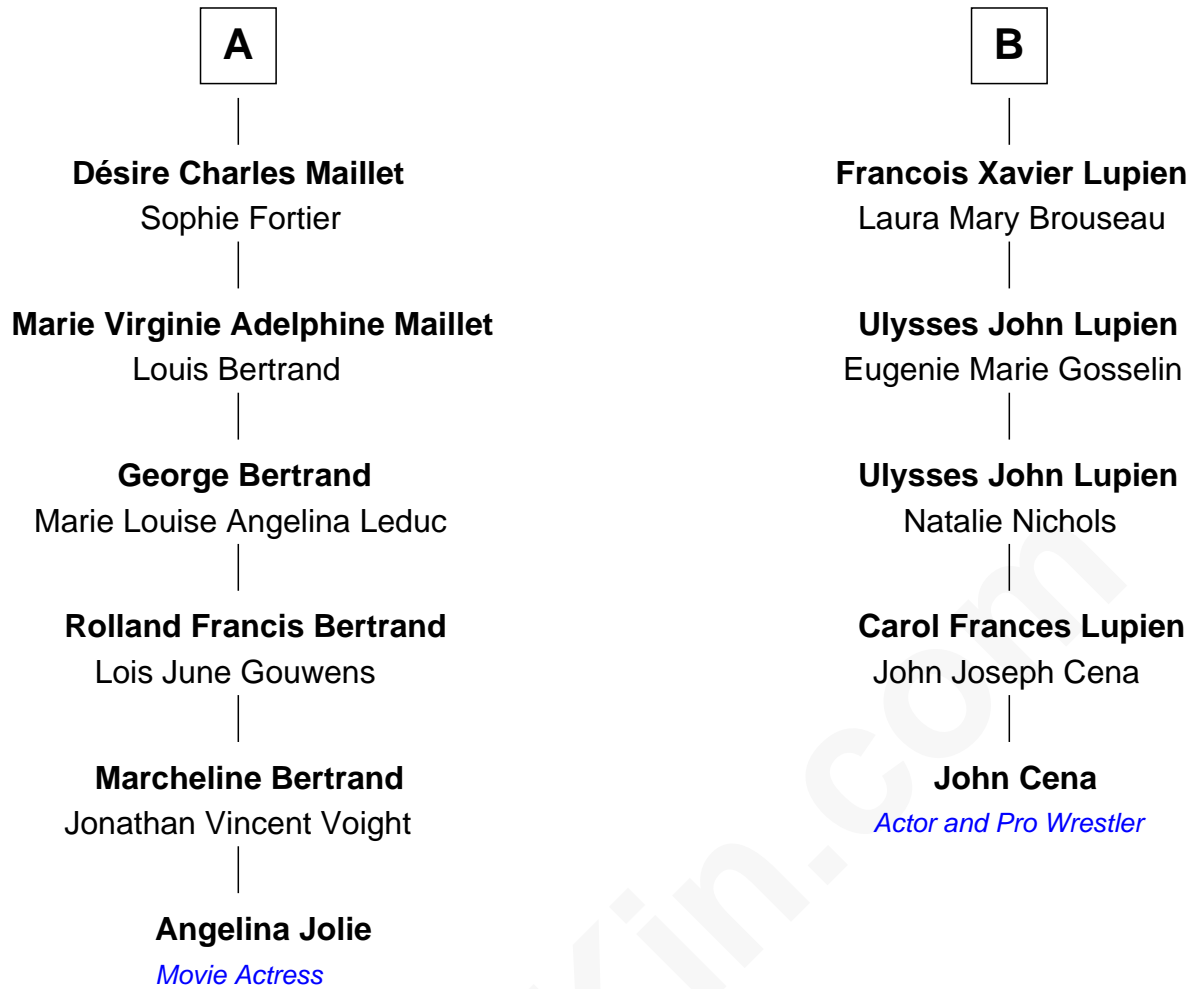 A
Désire Charles Maillet
Sophie Fortier
Marie Virginie Adelphine Maillet
Louis Bertrand
George Bertrand
Marie Louise Angelina Leduc
Rolland Francis Bertrand
Lois June Gouwens
Marcheline Bertrand
Jonathan Vincent Voight
Angelina Jolie
Movie Actress
B
Francois Xavier Lupien
Laura Mary Brouseau
Ulysses John Lupien
Eugenie Marie Gosselin
Ulysses John Lupien
Natalie Nichols
Carol Frances Lupien
John Joseph Cena
John Cena
Actor and Pro Wrestler
Kin.com